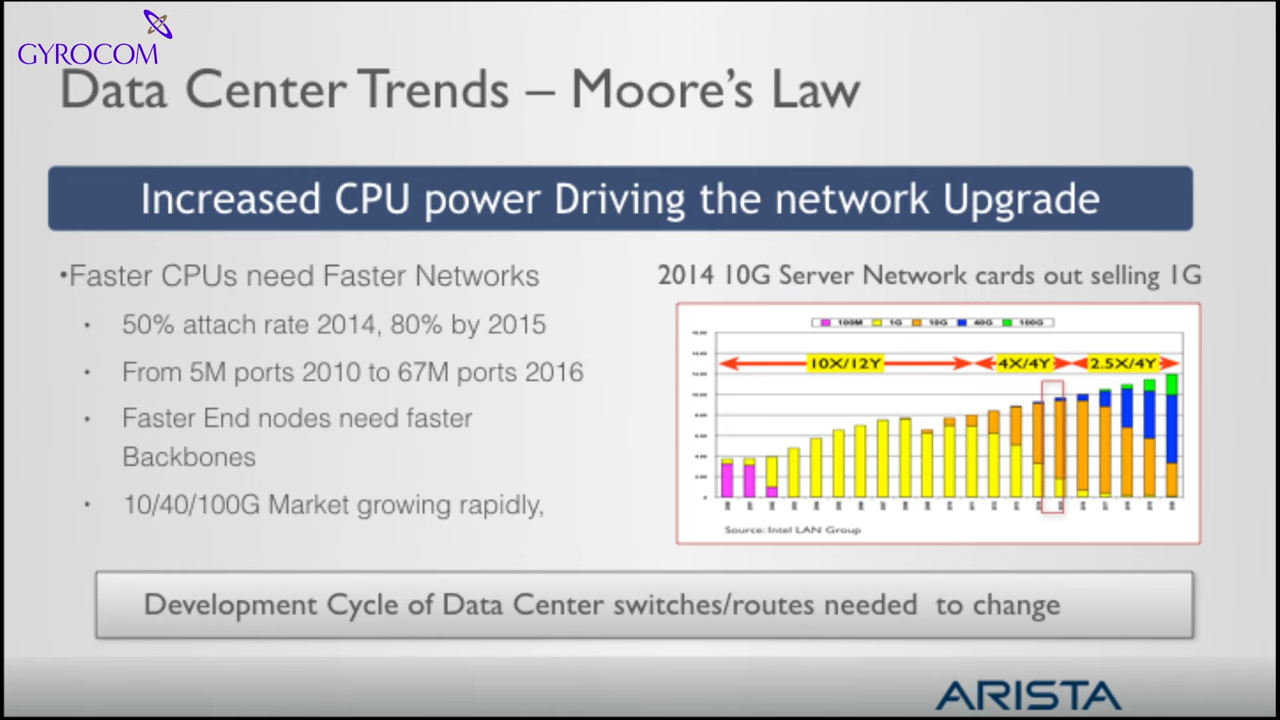 GYROCOM
Data Center Trends – Moore's Law
Increased CPU power Driving the network Upgrade
•Faster CPUs need Faster Networks
• 50% attach rate 2014, 80% by 2015
• From 5M ports 2010 to 67M ports 2016
• Faster End nodes need faster
Backbones
• 10/40/100G Market growing rapidly,
2014 10G Server Network cards out selling 1G
100M 1G 10G 40G 100G
10X/12Y 4X/4Y 2.5X/4Y
Source: Intel LAN Group
Development Cycle of Data Center switches/routes needed to change
ARISTA